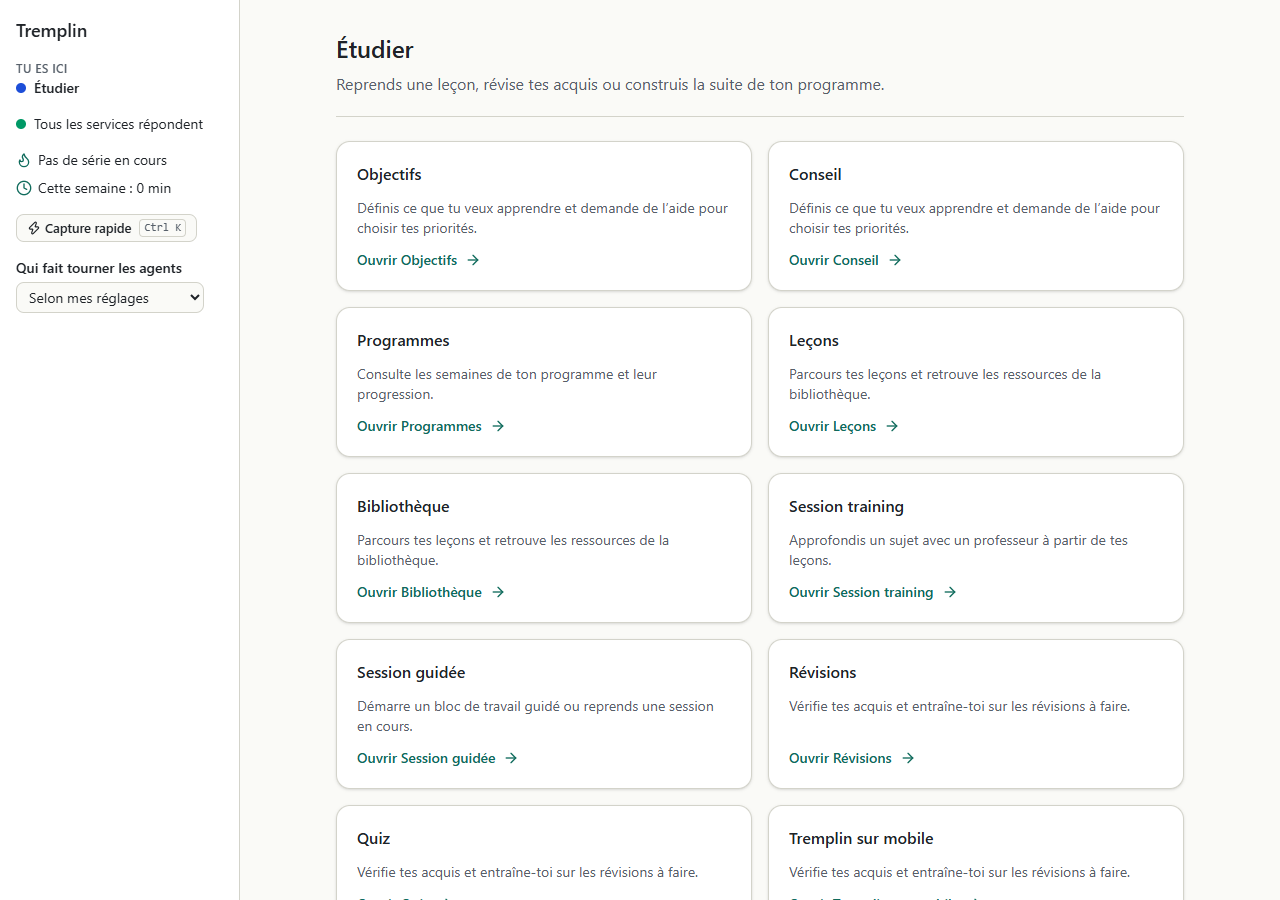 Tremplin
TU ES ICI
Étudier
Tous les services répondent
Pas de série en cours
Cette semaine : 0 min
Capture rapide Ctrl K
Qui fait tourner les agents
Selon mes réglages
Étudier
Reprends une leçon, révise tes acquis ou construis la suite de ton programme.
Objectifs
Définis ce que tu veux apprendre et demande de l’aide pour
choisir tes priorités.
Ouvrir Objectifs
Conseil
Définis ce que tu veux apprendre et demande de l’aide pour
choisir tes priorités.
Ouvrir Conseil
Programmes
Consulte les semaines de ton programme et leur
progression.
Ouvrir Programmes
Leçons
Parcours tes leçons et retrouve les ressources de la
bibliothèque.
Ouvrir Leçons
Bibliothèque
Parcours tes leçons et retrouve les ressources de la
bibliothèque.
Ouvrir Bibliothèque
Session training
Approfondis un sujet avec un professeur à partir de tes
leçons.
Ouvrir Session training
Session guidée
Démarre un bloc de travail guidé ou reprends une session
en cours.
Ouvrir Session guidée
Révisions
Vérifie tes acquis et entraîne-toi sur les révisions à faire.
Ouvrir Révisions
Quiz
Vérifie tes acquis et entraîne-toi sur les révisions à faire.
Tremplin sur mobile
Vérifie tes acquis et entraîne-toi sur les révisions à faire.